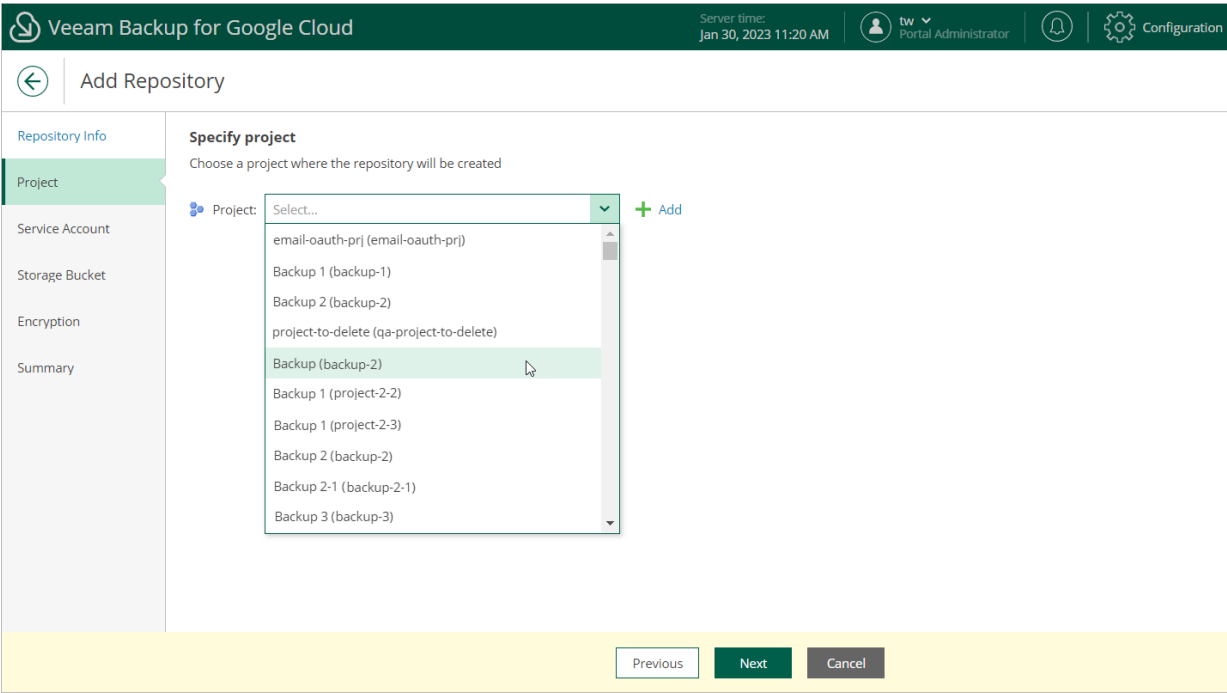 Veeam Backup for Google Cloud
Server time:
Jan 30, 2023 11:20 AM
tw
Portal Administrator
Configuration
Add Repository
Repository Info
Project
Service Account
Storage Bucket
Encryption
Summary
Specify project
Choose a project where the repository will be created
Project: Select... Add
email-oauth-prj (email-oauth-prj)
Backup 1 (backup-1)
Backup 2 (backup-2)
project-to-delete (qa-project-to-delete)
Backup (backup-2)
Backup 1 (project-2-2)
Backup 1 (project-2-3)
Backup 2 (backup-2)
Backup 2-1 (backup-2-1)
Backup 3 (backup-3)
Previous Next Cancel